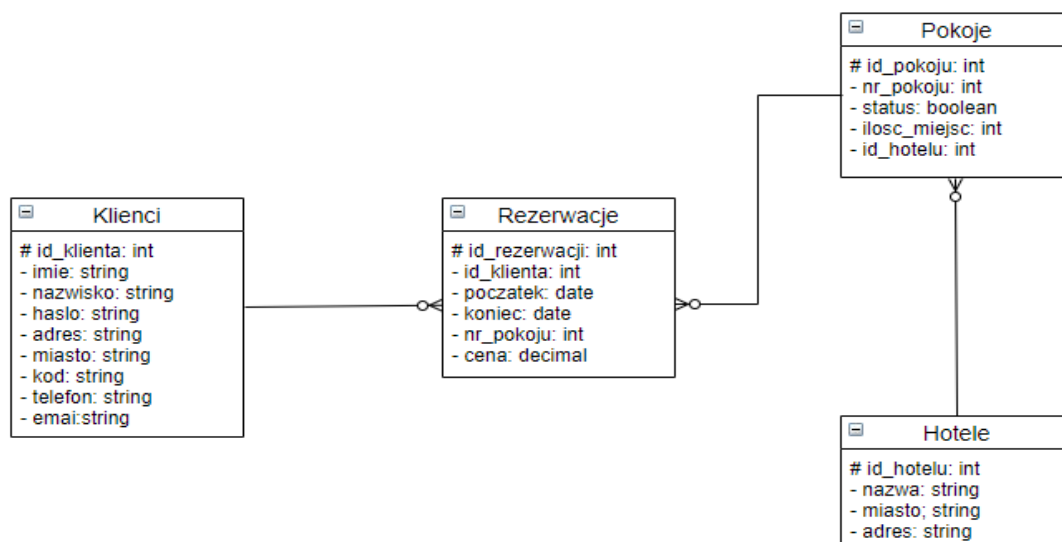 Pokoje
# id_pokoju: int
- nr_pokoju: int
- status: boolean
- ilosc_miejsc: int
- id_hotelu: int
Klienci
# id_klienta: int
- imie: string
- nazwisko: string
- haslo: string
- adres: string
- miasto: string
- kod: string
- telefon: string
- emai:string
Rezerwacje
# id_rezerwacji: int
- id_klienta: int
- poczatek: date
- koniec: date
- nr_pokoju: int
- cena: decimal
Hotele
# id_hotelu: int
- nazwa: string
- miasto; string
- adres: string